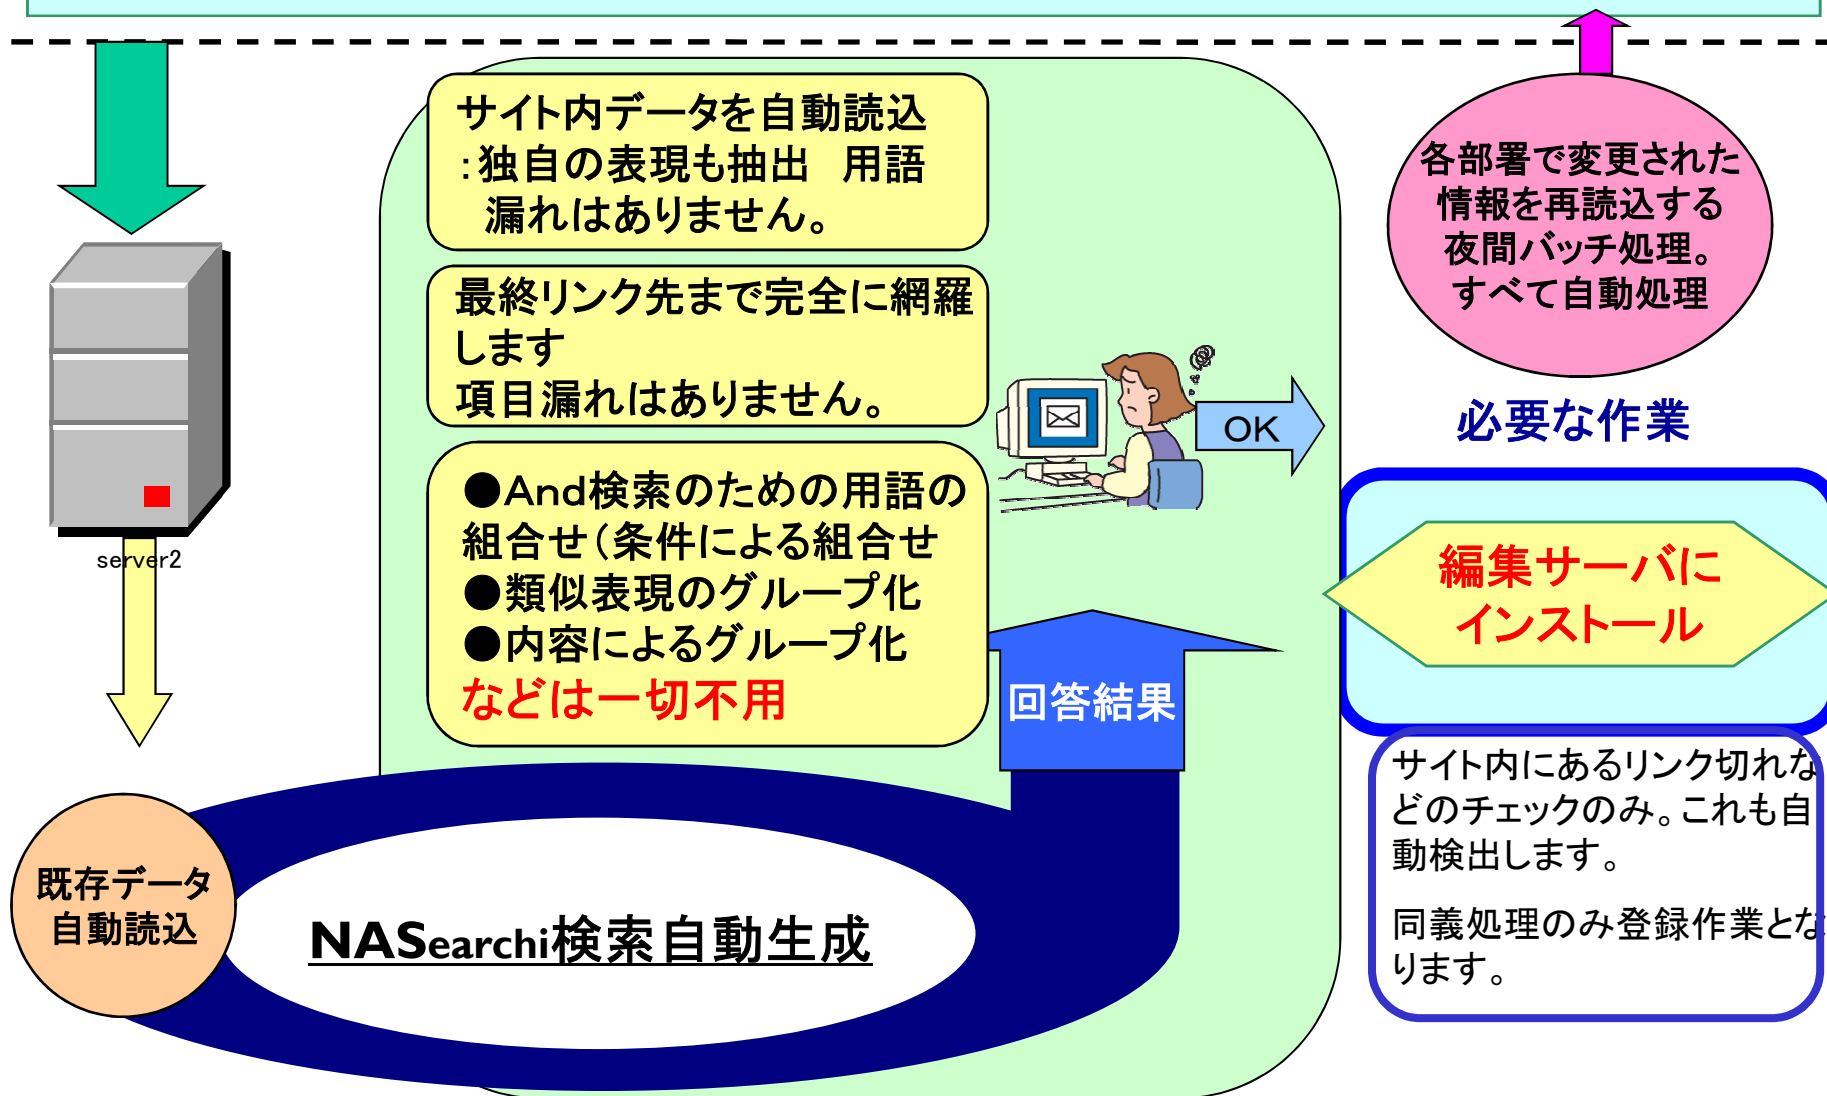 サイト内データを自動読込
：独自の表現も抽出　用語
漏れはありません。
最終リンク先まで完全に網羅
します
項目漏れはありません。
●And検索のための用語の
組合せ（条件による組合せ
●類似表現のグループ化
●内容によるグループ化
などは一切不用
OK
回答結果
server2
既存データ
自動読込
NASearchi検索自動生成
各部署で変更された
情報を再読込する
夜間バッチ処理。
すべて自動処理
必要な作業
編集サーバに
インストール
サイト内にあるリンク切れな
どのチェックのみ。これも自
動検出します。
同義処理のみ登録作業とな
ります。